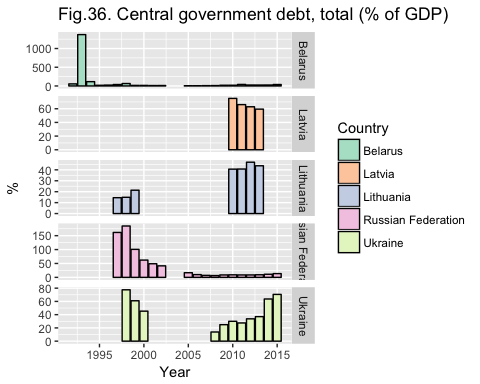 Fig.36. Central government debt, total (% of GDP)
1000
500
0
Belarus
60
40
20
0
Latvia
40
30
20
10
0
Lithuania
150
100
50
0
sian Federa
80
60
40
20
0
Ukraine
%
1995
2000
2005
2010
2015
Year
Country
Belarus
Latvia
Lithuania
Russian Federation
Ukraine